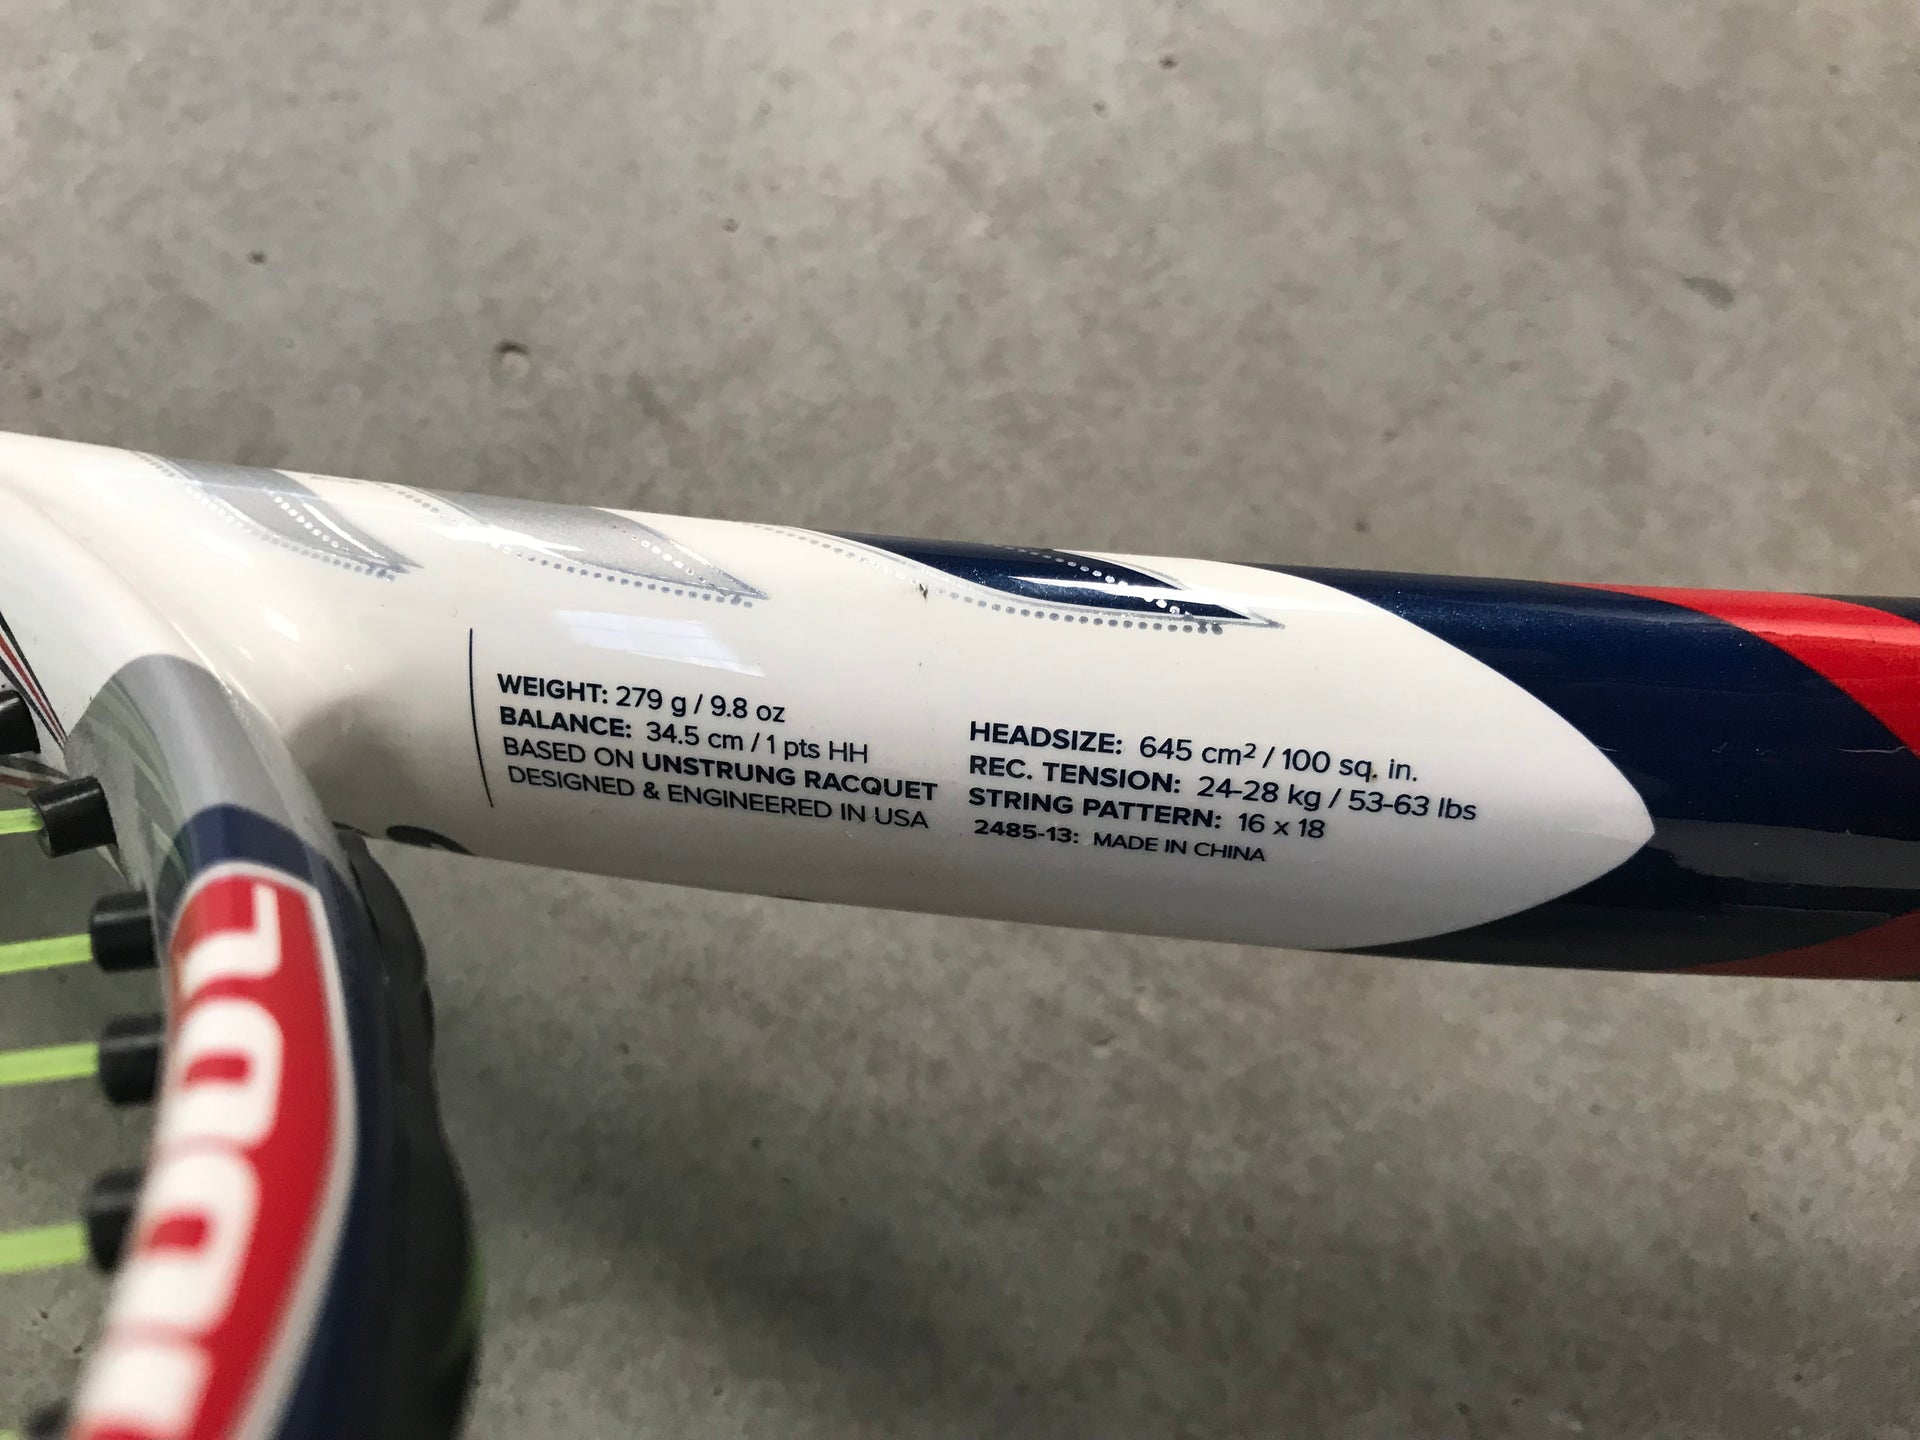 WEIGHT: 279 g / 9.8 oz
BALANCE: 34.5 cm / 1 pts HH
BASED ON UNSTRUNG RACQUET
DESIGNED & ENGINEERED IN USA
HEADSIZE: 645 cm² / 100 sq. in.
REC. TENSION: 24-28 kg / 53-63 lbs
STRING PATTERN: 16 x 18
2485-13: MADE IN CHINA